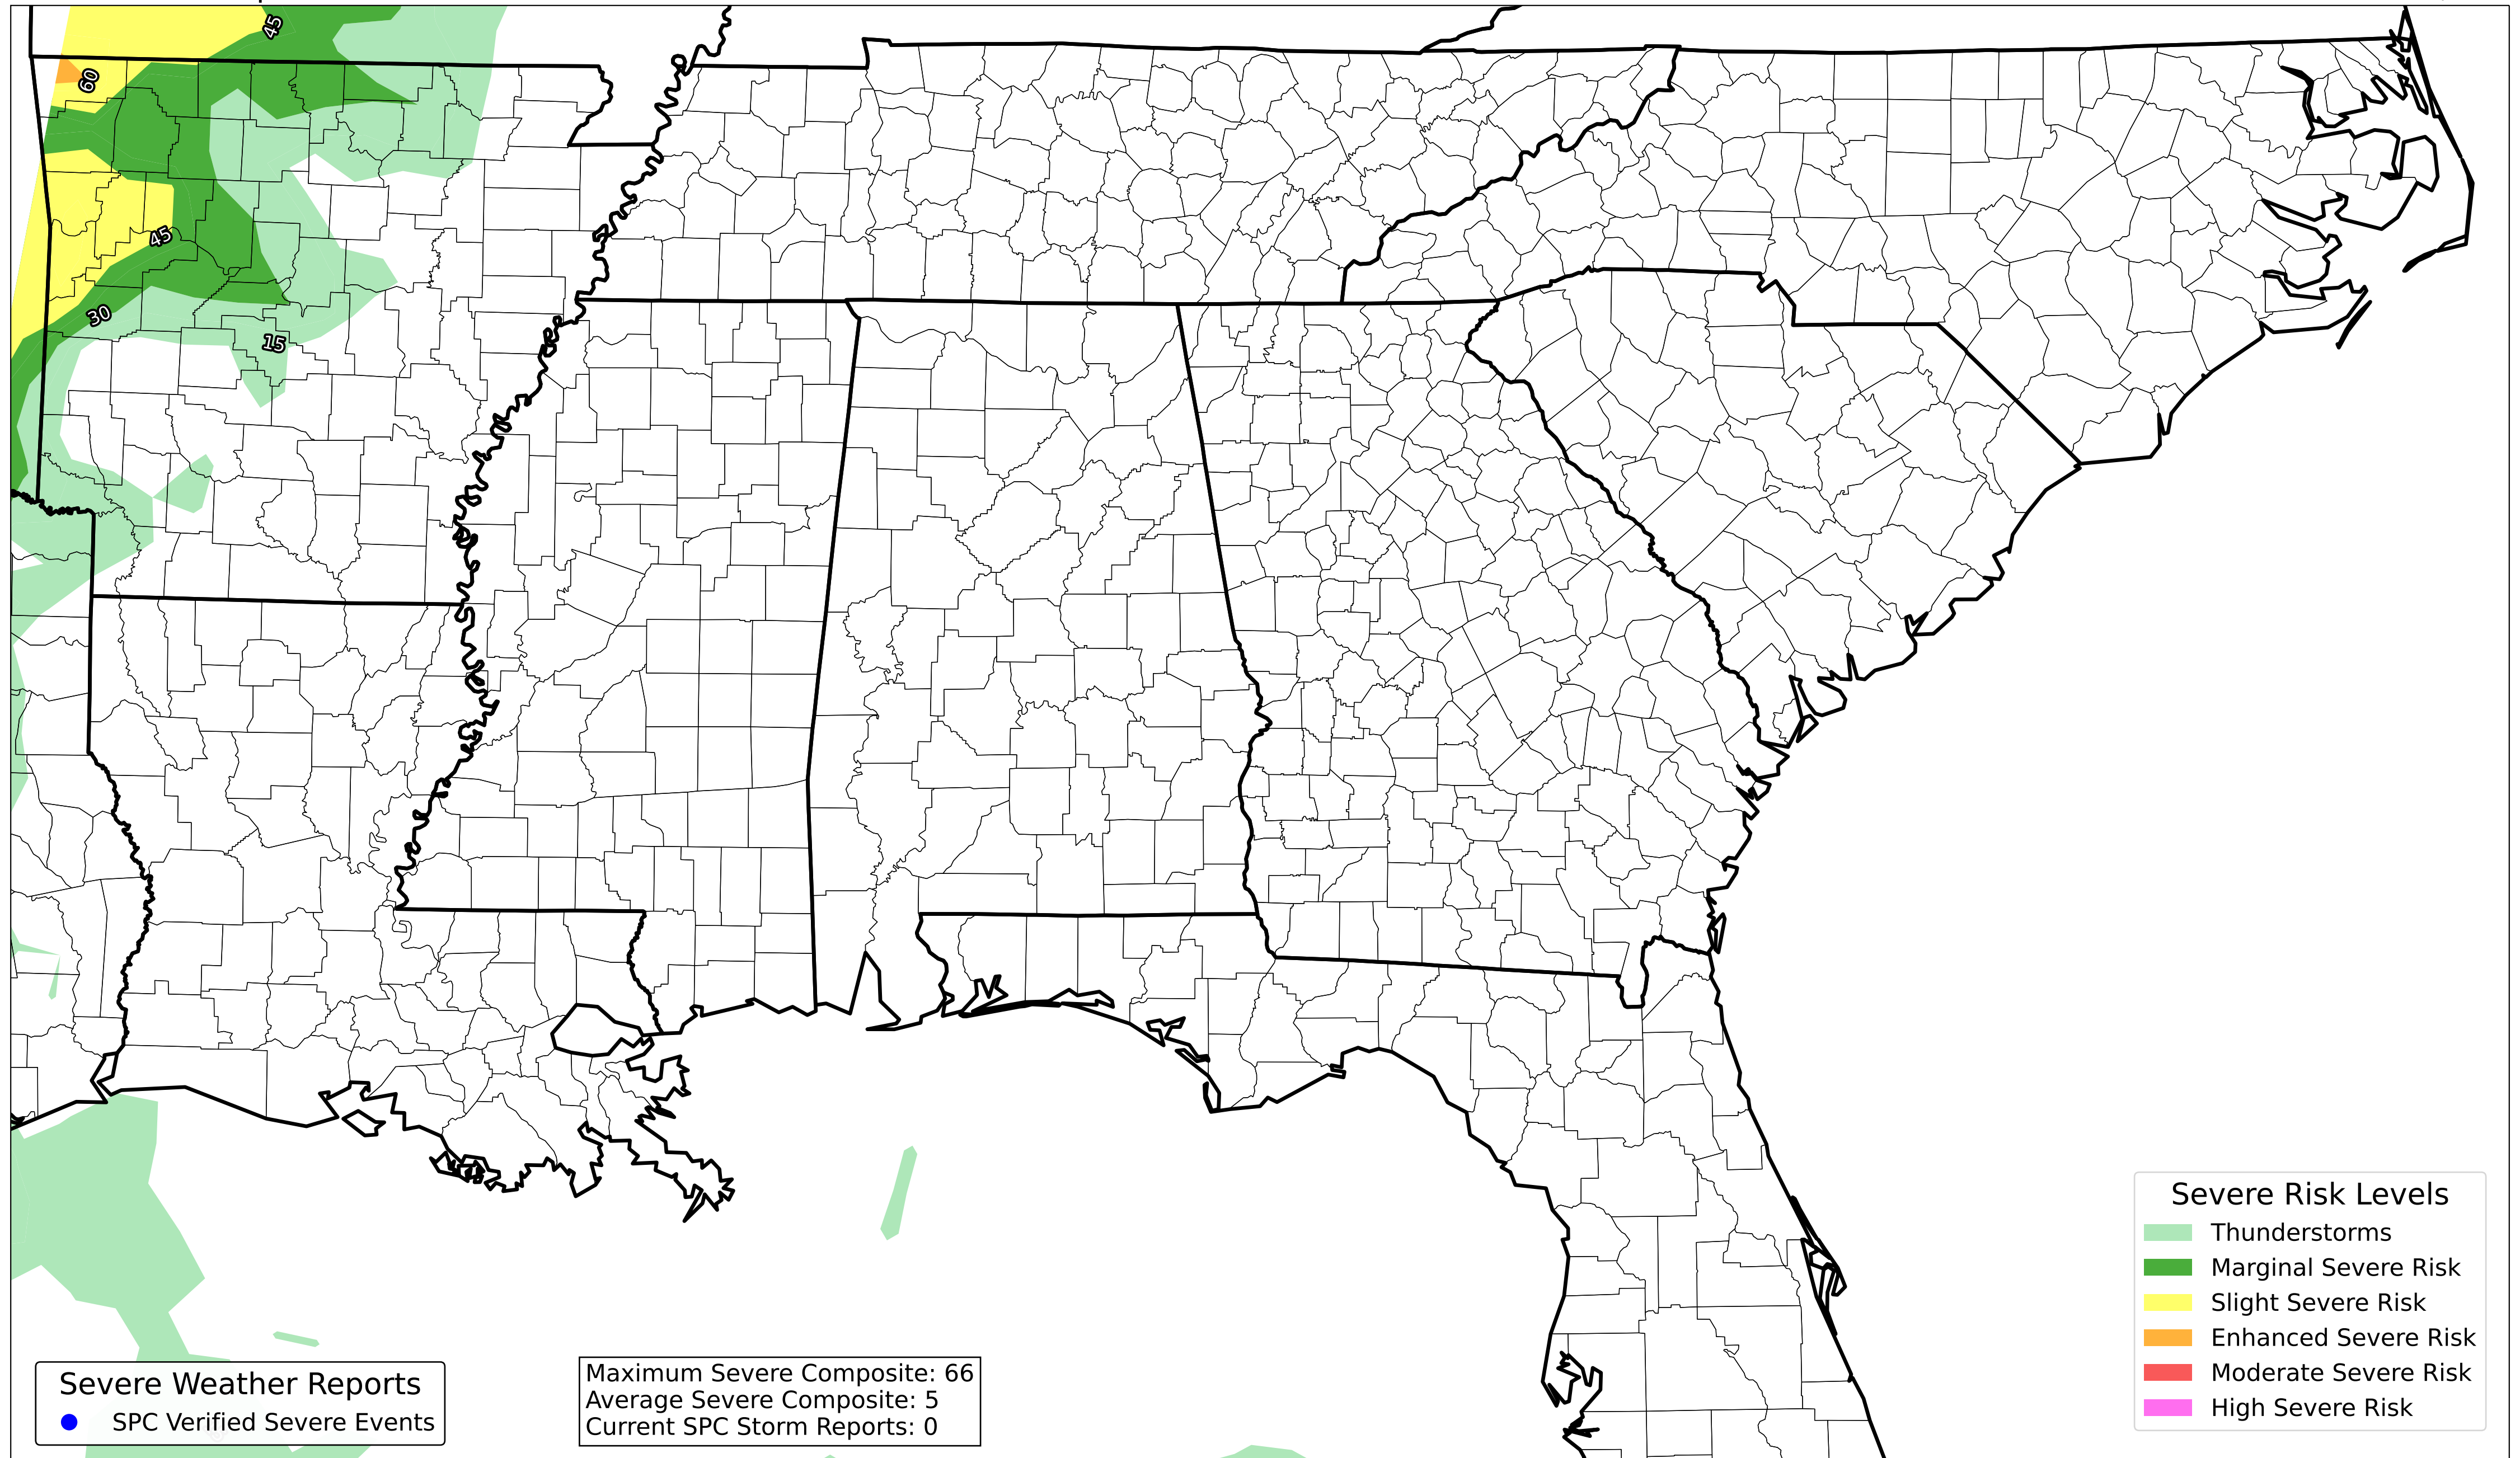 45
60
45
30
15
Severe Risk Levels
Thunderstorms
Marginal Severe Risk
Slight Severe Risk
Enhanced Severe Risk
Moderate Severe Risk
High Severe Risk
Severe Weather Reports
SPC Verified Severe Events
Maximum Severe Composite: 66
Average Severe Composite: 5
Current SPC Storm Reports: 0